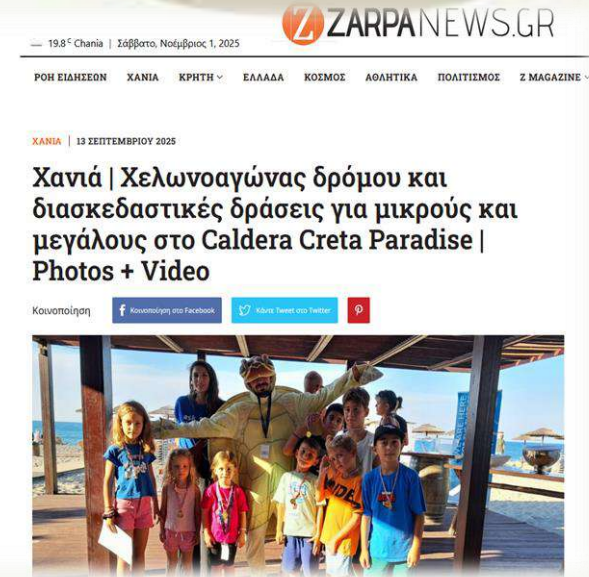 ZARPANEWS.GR
19.8 C Chania | Σάββατο, Νοέμβριος 1, 2025
ΡΟΗ ΕΙΔΗΣΕΩΝ ΧΑΝΙΑ ΚΡΗΤΗ ΕΛΛΑΔΑ ΚΟΣΜΟΣ ΑΘΛΗΤΙΚΑ ΠΟΛΙΤΙΣΜΟΣ Z MAGAZINE
ΧΑΝΙΑ | 13 ΣΕΠΤΕΜΒΡΙΟΥ 2025
Χανιά | Χελωνοαγώνας δρόμου και
διασκεδαστικές δράσεις για μικρούς και
μεγάλους στο Caldera Creta Paradise |
Photos + Video
Κοινοποίηση Κοινοποίηση στο Facebook Κάντε Tweet στο Twitter